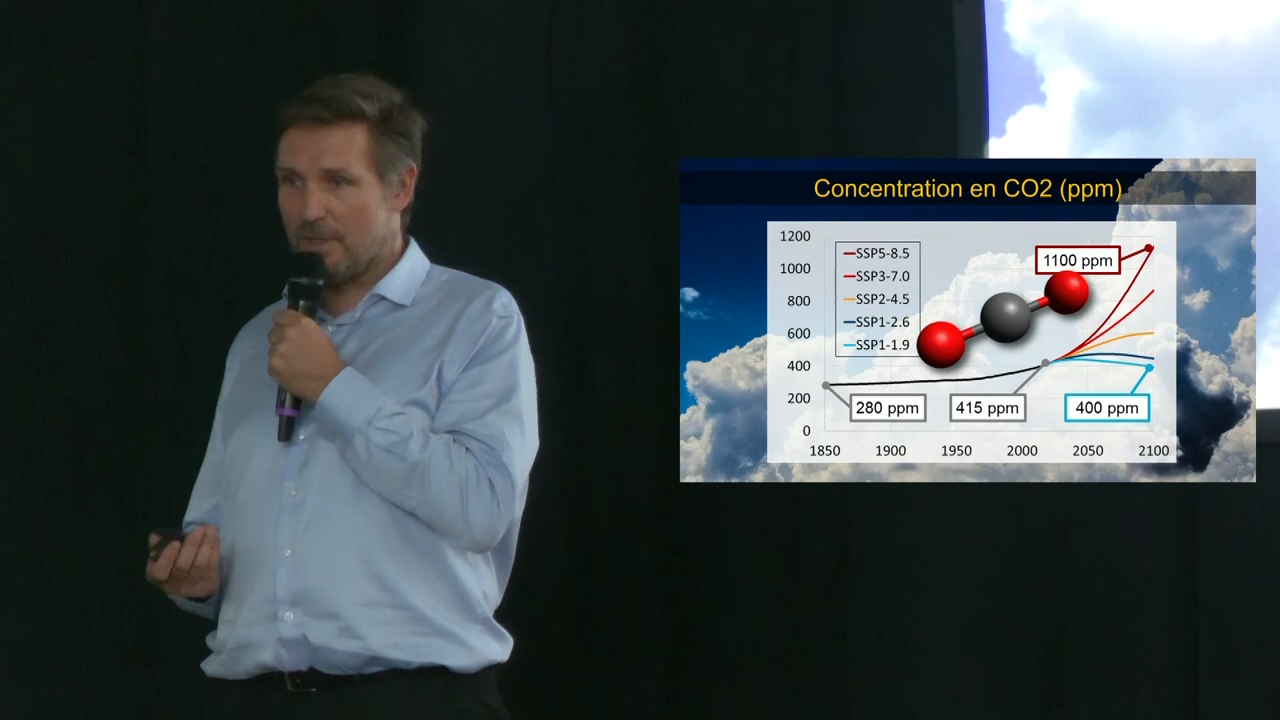 Concentration en CO2 (ppm)
1200
1000
800
600
400
200
0
SSP5-8.5
SSP3-7.0
SSP2-4.5
SSP1-2.6
SSP1-1.9
1100 ppm
280 ppm
415 ppm
400 ppm
1850 1900 1950 2000 2050 2100